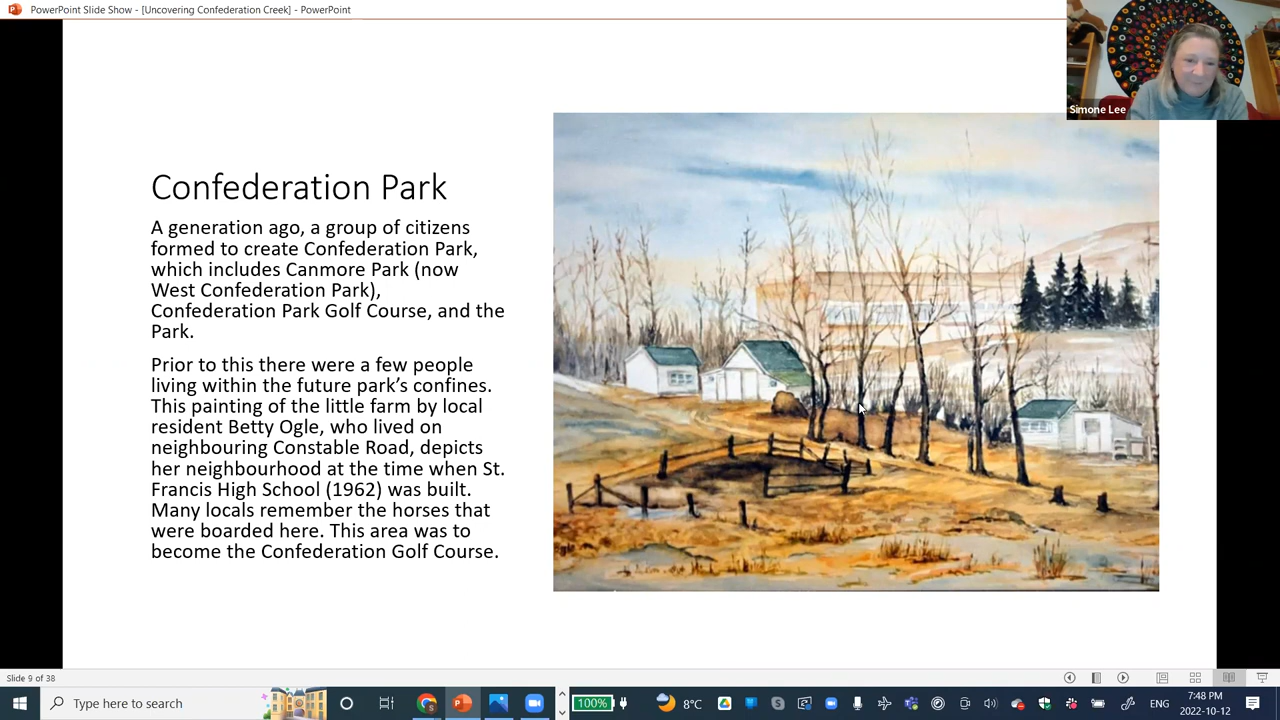 PowerPoint Slide Show - [Uncovering Confederation Creek] - PowerPoint
Simone Lee
Confederation Park
A generation ago, a group of citizens
formed to create Confederation Park,
which includes Canmore Park (now
West Confederation Park),
Confederation Park Golf Course, and the
Park.
Prior to this there were a few people
living within the future park's confines.
This painting of the little farm by local
resident Betty Ogle, who lived on
neighbouring Constable Road, depicts
her neighbourhood at the time when St.
Francis High School (1962) was built.
Many locals remember the horses that
were boarded here. This area was to
become the Confederation Golf Course.
Slide 9 of 38
Type here to search
100%
8°C
ENG
7:48 PM
2022-10-12